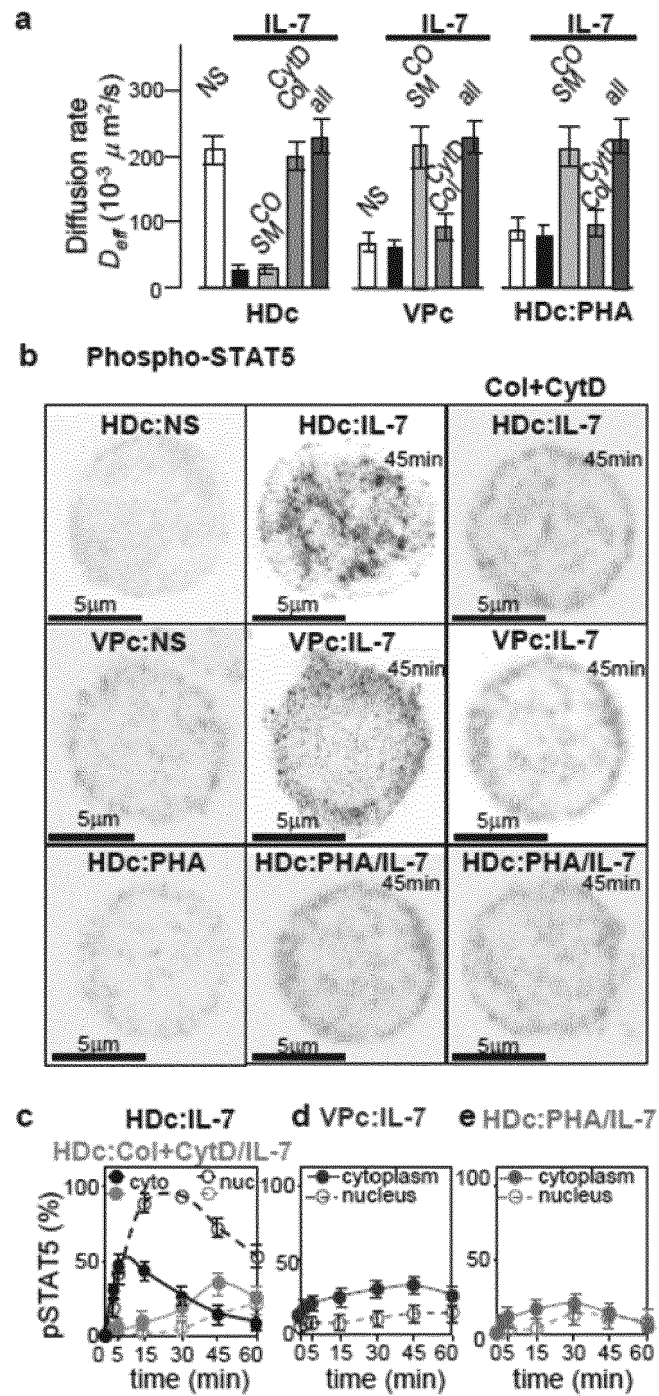 a
IL-7 IL-7 IL-7
NS SM CO Col CytD all
NS SM CO Col CytD all
SM CO Col CytD all
Diffusion rate
D_eff (10⁻³ μm²/s)
300
200
100
0
HDc VPc HDc:PHA
b Phospho-STAT5
Col+CytD
HDc:NS HDc:IL-7 HDc:IL-7
45min 45min
5μm 5μm 5μm
VPc:NS VPc:IL-7 VPc:IL-7
45min 45min
5μm 5μm 5μm
HDc:PHA HDc:PHA/IL-7 HDc:PHA/IL-7
45min 45min
5μm 5μm 5μm
c HDc:IL-7 d VPc:IL-7 e HDc:PHA/IL-7
HDc:Col+CytD/IL-7
100 cyto nuc 100 cytoplasm 100 cytoplasm
nucleus nucleus
pSTAT5 (%)
50 50 50
0 0 0
0 5 15 30 45 60 05 15 30 45 60 05 15 30 45 60
time (min) time (min) time (min)